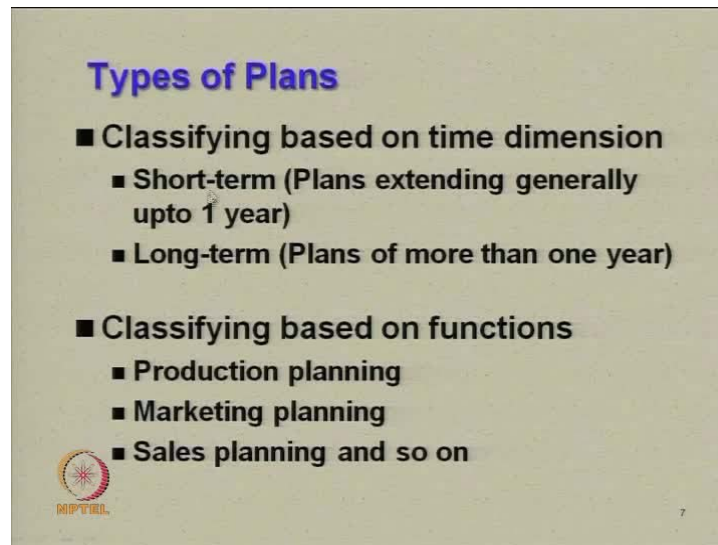 Types of Plans
Classifying based on time dimension
Short-term (Plans extending generally
upto 1 year)
Long-term (Plans of more than one year)
Classifying based on functions
Production planning
Marketing planning
Sales planning and so on
NPTEL
7